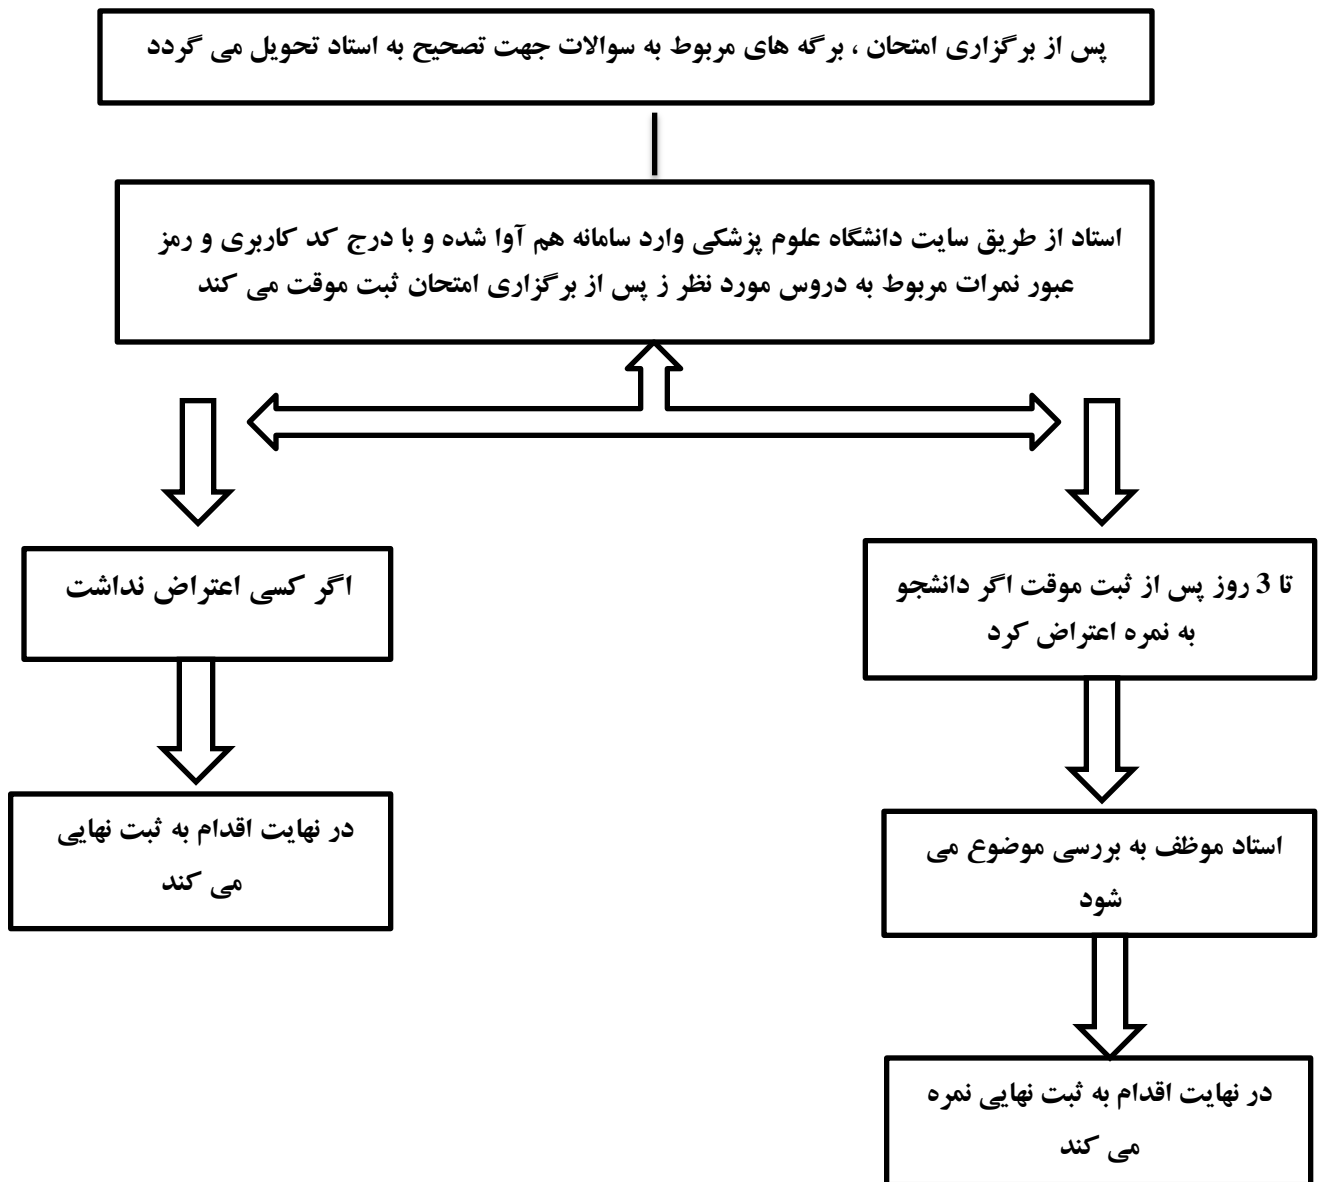 پس از برگزاری امتحان ، برگه های مربوط به سوالات جهت تصحیح به استاد تحویل می گردد
استاد از طریق سایت دانشگاه علوم پزشکی وارد سامانه هم آوا شده و با درج کد کاربری و رمز
عبور نمرات مربوط به دروس مورد نظر ز پس از برگزاری امتحان ثبت موقت می کند
تا 3 روز پس از ثبت موقت اگر دانشجو
به نمره اعتراض کرد
استاد موظف به بررسی موضوع می
شود
در نهایت اقدام به ثبت نهایی نمره
می کند
اگر کسی اعتراض نداشت
در نهایت اقدام به ثبت نهایی
می کند